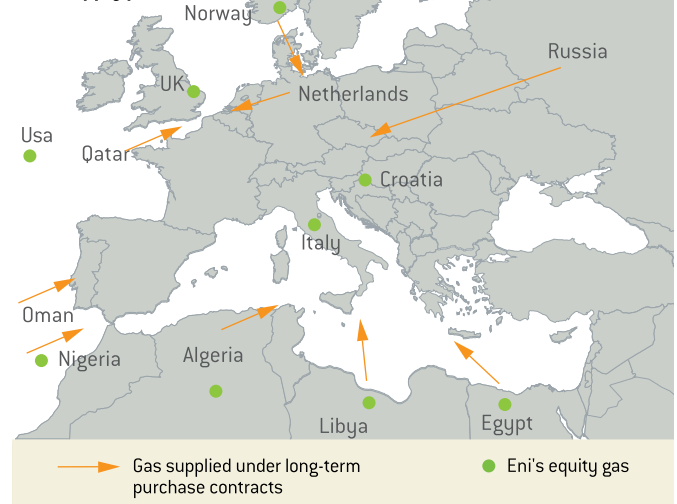 Norway
Russia
UK
Netherlands
Usa
Qatar
Croatia
Italy
Oman
Nigeria
Algeria
Libya
Egypt
Gas supplied under long-term
purchase contracts
Eni's equity gas